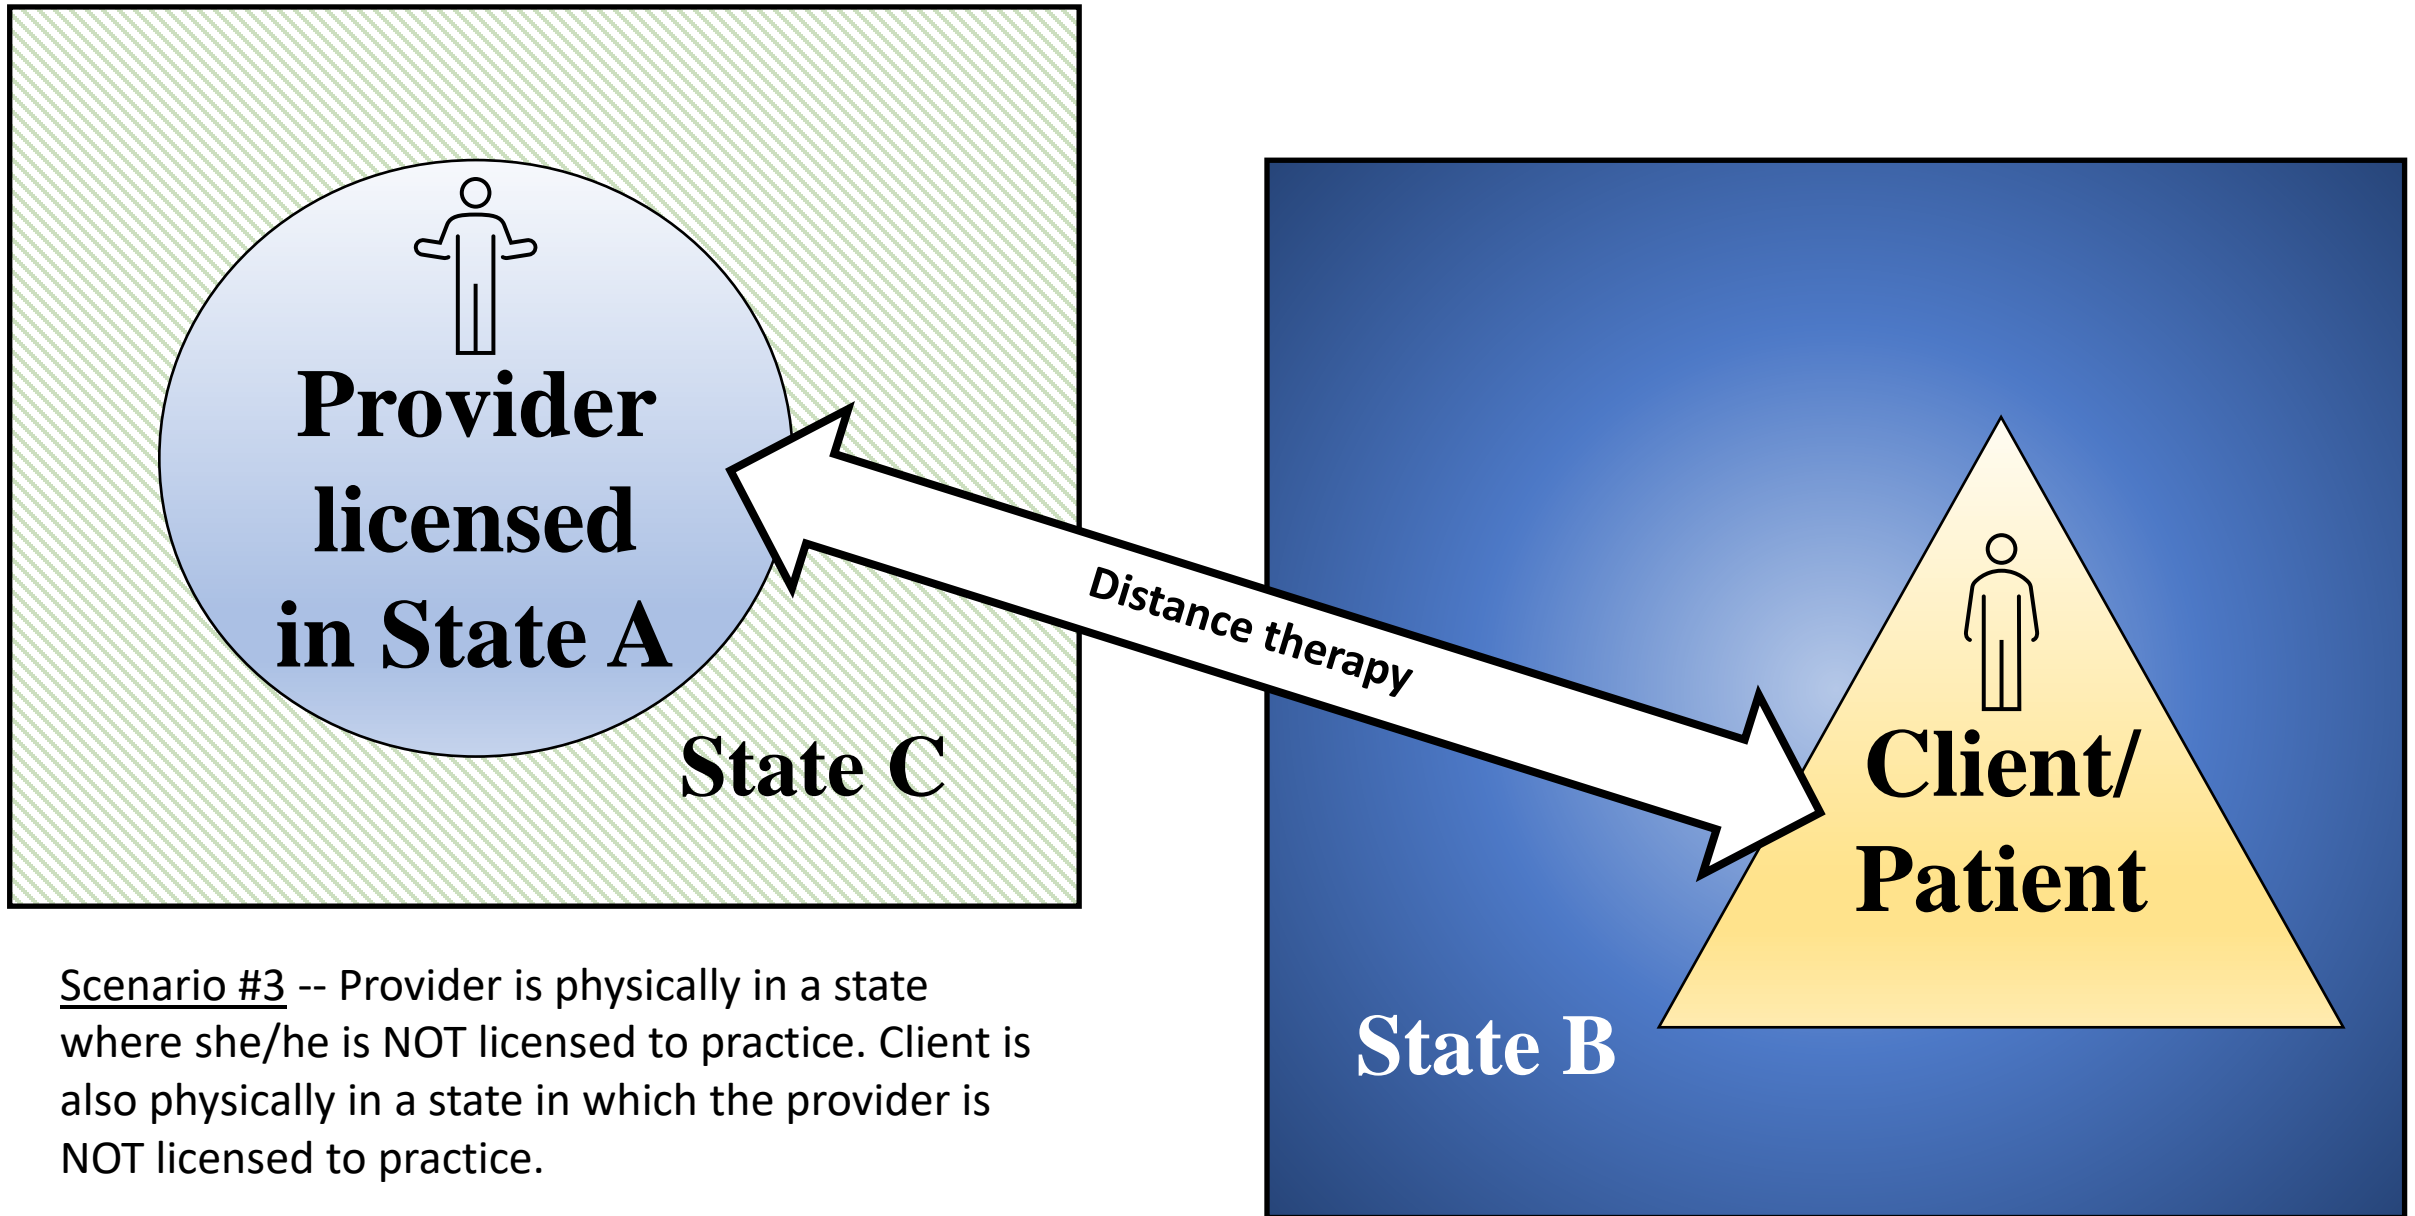 Provider
licensed
in State A
State C
Distance therapy
Client/
Patient
State B
Scenario #3 -- Provider is physically in a state
where she/he is NOT licensed to practice. Client is
also physically in a state in which the provider is
NOT licensed to practice.